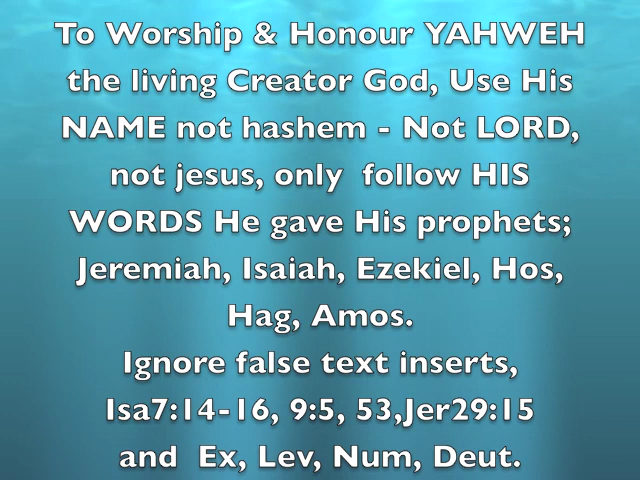 To Worship & Honour YAHWEH
the living Creator God, Use His
NAME not hashem - Not LORD,
not jesus, only  follow HIS
WORDS He gave His prophets;
Jeremiah, Isaiah, Ezekiel, Hos,
Hag, Amos.
Ignore false text inserts,
Isa7:14-16, 9:5, 53,Jer29:15
and  Ex, Lev, Num, Deut.